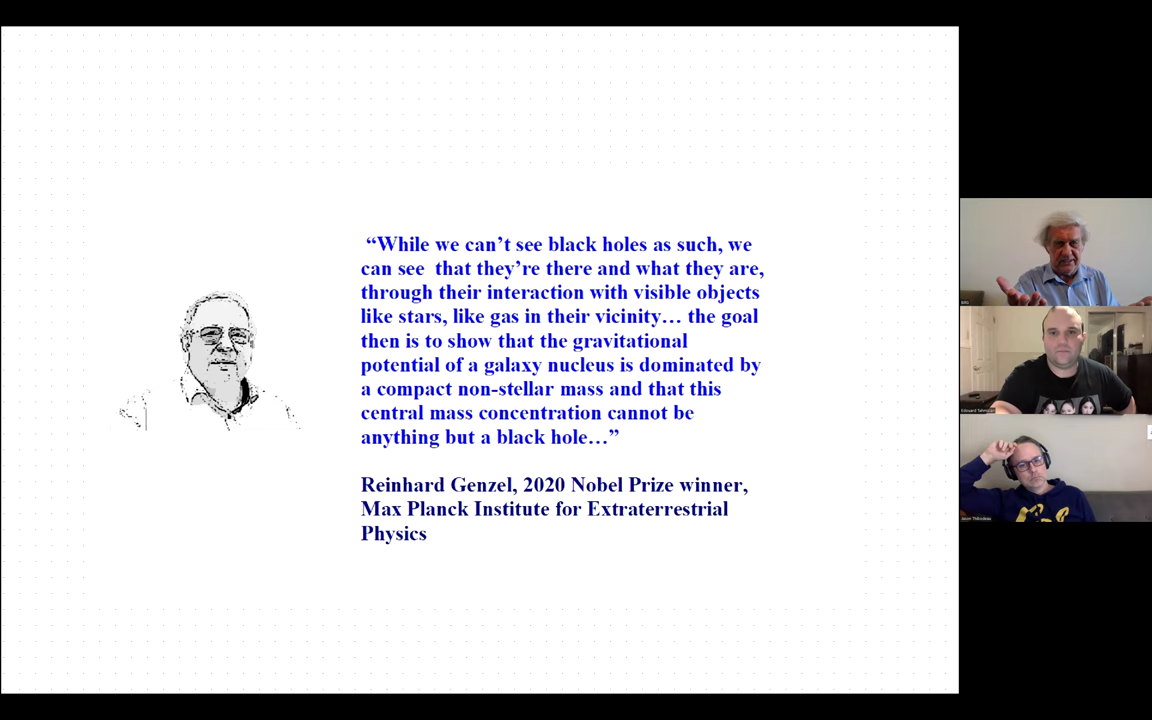 “While we can’t see black holes as such, we
can see  that they’re there and what they are,
through their interaction with visible objects
like stars, like gas in their vicinity… the goal
then is to show that the gravitational
potential of a galaxy nucleus is dominated by
a compact non-stellar mass and that this
central mass concentration cannot be
anything but a black hole…”
Reinhard Genzel, 2020 Nobel Prize winner,
Max Planck Institute for Extraterrestrial
Physics